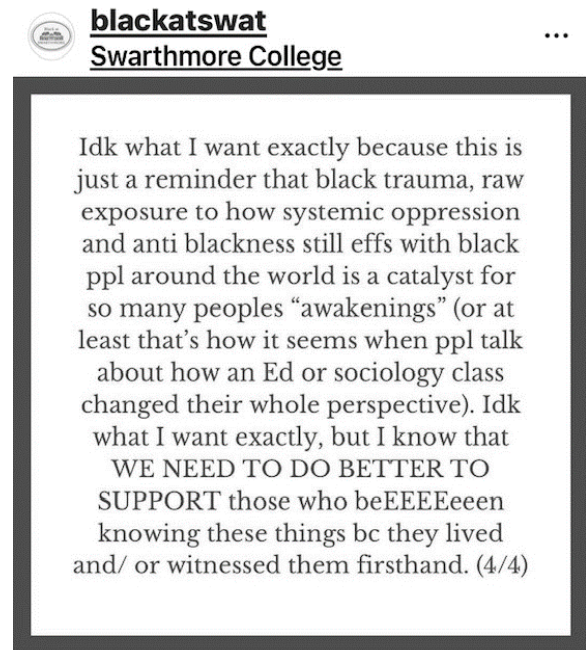 blackatswat
Swarthmore College
Idk what I want exactly because this is
just a reminder that black trauma, raw
exposure to how systemic oppression
and anti blackness still effs with black
ppl around the world is a catalyst for
so many peoples “awakenings” (or at
least that’s how it seems when ppl talk
about how an Ed or sociology class
changed their whole perspective). Idk
what I want exactly, but I know that
WE NEED TO DO BETTER TO
SUPPORT those who beEEEEeeen
knowing these things bc they lived
and/ or witnessed them firsthand. (4/4)